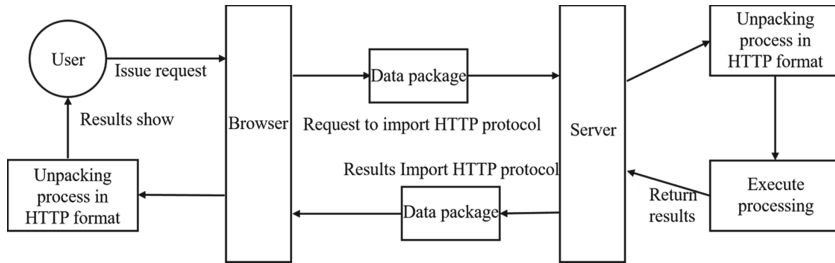 User
Issue request
Results show
Unpacking
process in
HTTP format
Browser
Data package
Request to import HTTP protocol
Results Import HTTP protocol
Data package
Server
Unpacking
process in
HTTP format
Execute
processing
Return
results